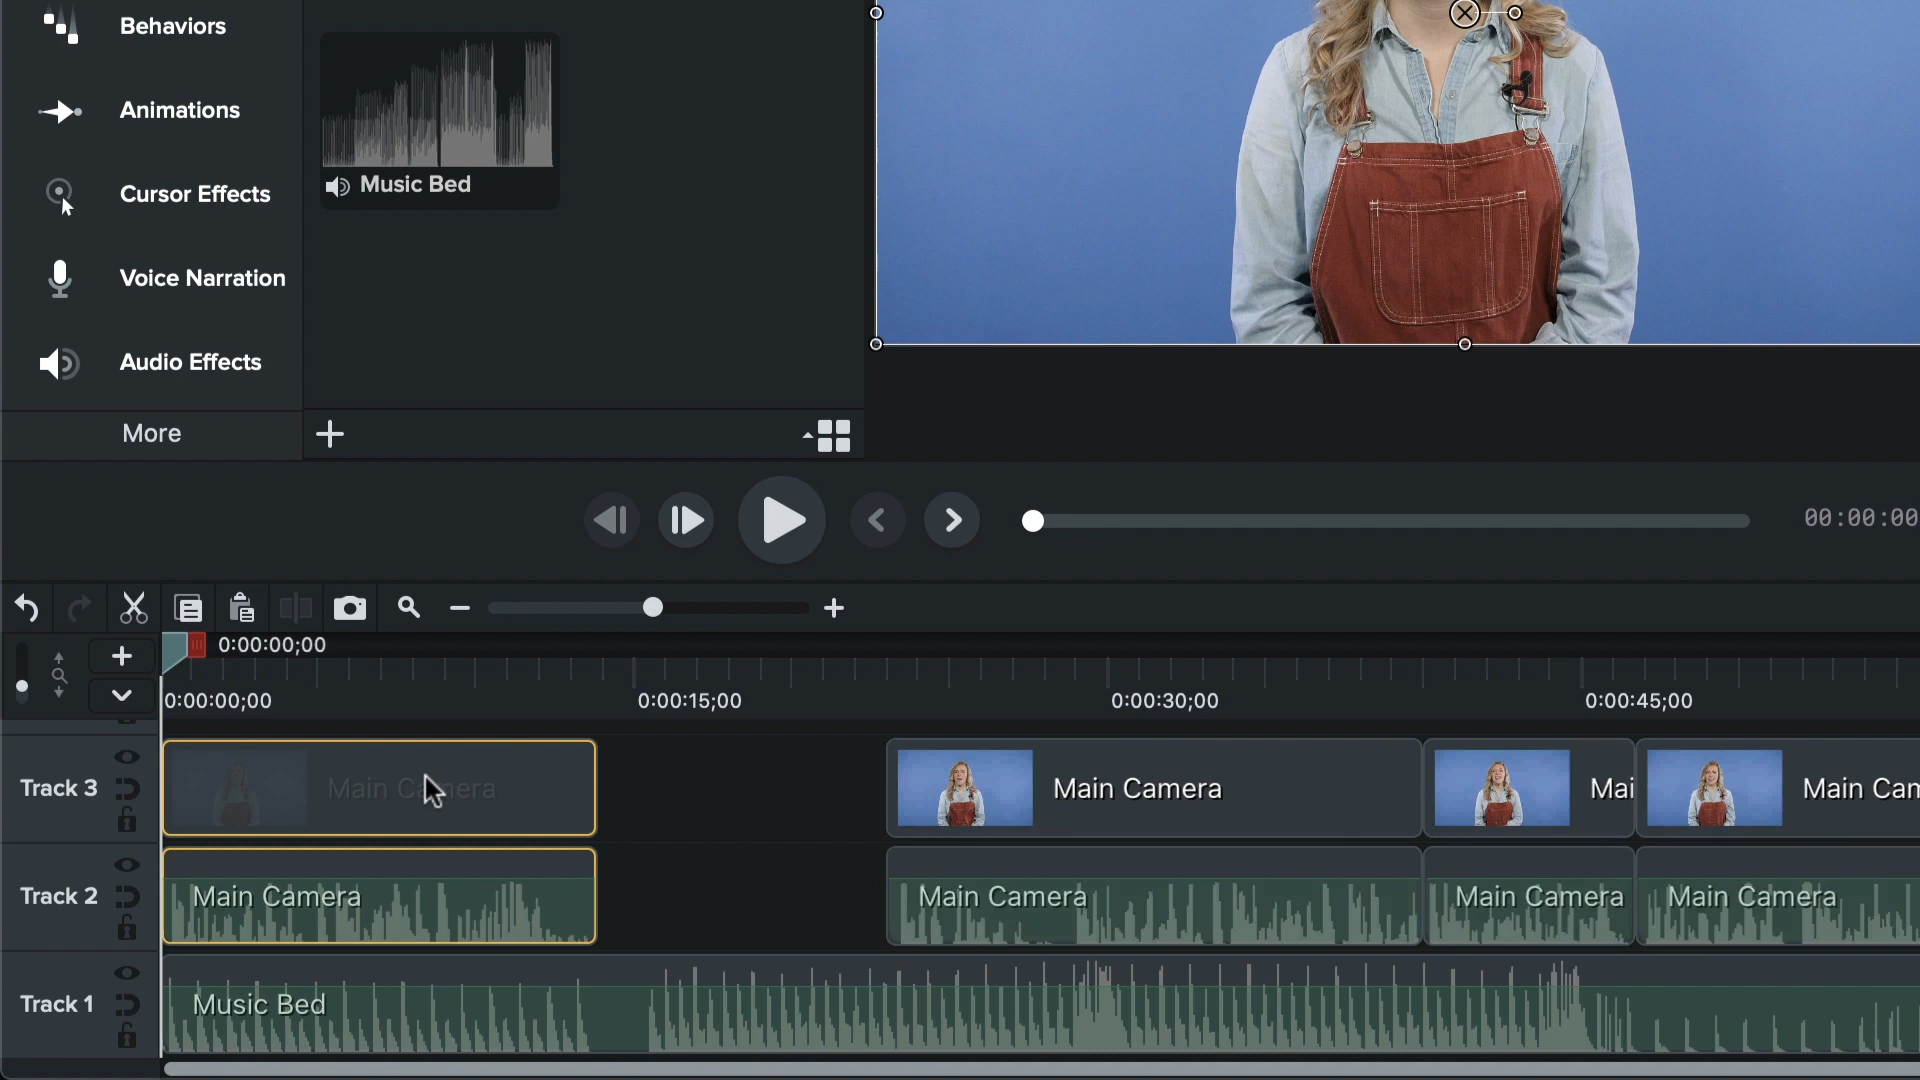 Behaviors
Animations
Cursor Effects
Voice Narration
Audio Effects
More
Music Bed
00:00:00
0:00:00;00
0:00:00;00 0:00:15;00 0:00:30;00 0:00:45;00
Track 3 Main Camera Main Camera Mai Main Cam
Track 2 Main Camera Main Camera Main Camera Main Camera
Track 1 Music Bed